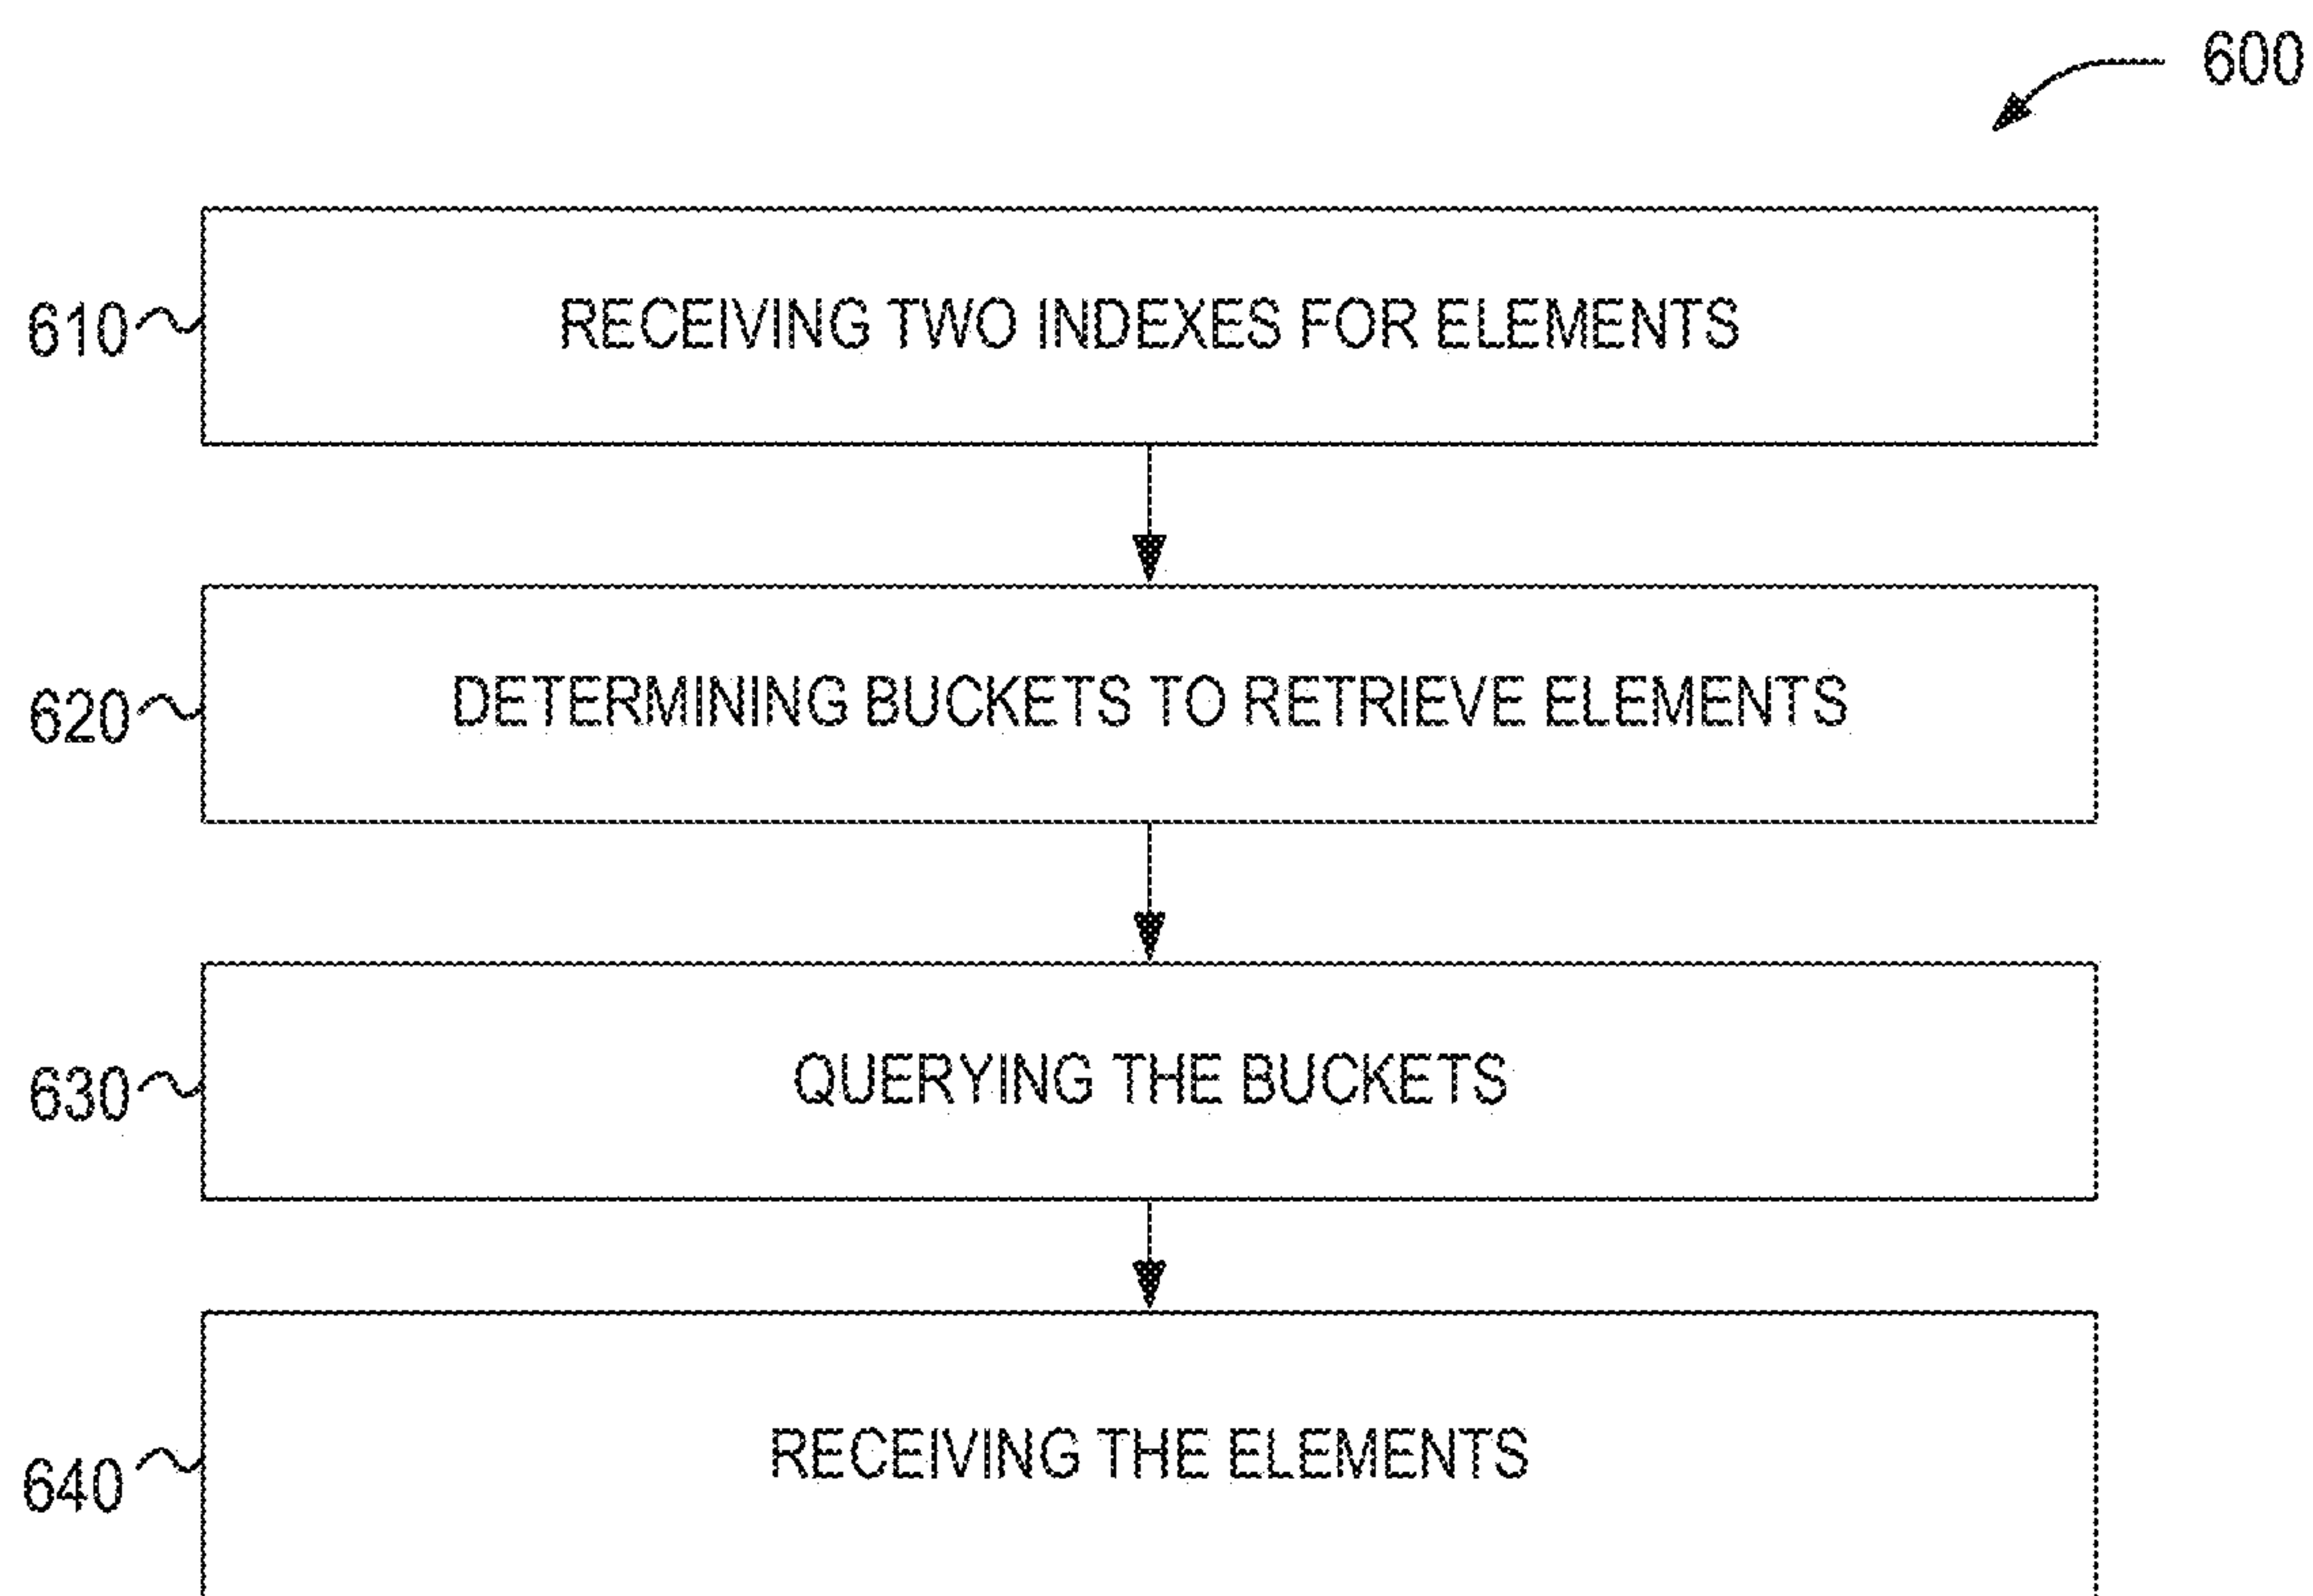 600
610 RECEIVING TWO INDEXES FOR ELEMENTS
620 DETERMINING BUCKETS TO RETRIEVE ELEMENTS
630 QUERYING THE BUCKETS
640 RECEIVING THE ELEMENTS